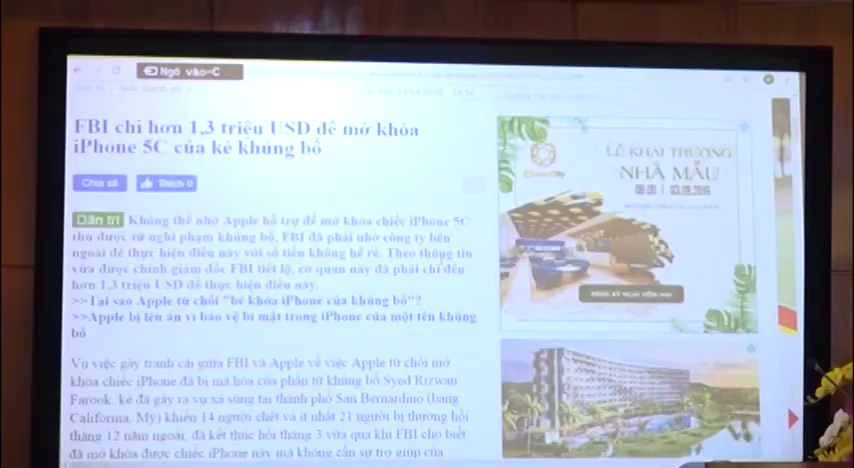 Ngõ vào-C
FBI chi hơn 1,3 triệu USD để mở khóa
iPhone 5C của kẻ khủng bố
Chia sẻ
Thích 0
LỄ KHAI TRƯƠNG
NHÀ MẪU
Dân trí Không thể nhờ Apple hỗ trợ để mở khóa chiếc iPhone 5C
thu được từ nghi phạm khủng bố, FBI đã phải nhờ công ty bên
ngoài để thực hiện điều này với số tiền không hề rẻ. Theo thông tin
vừa được chính giám đốc FBI tiết lộ, cơ quan này đã phải chi đến
hơn 1,3 triệu USD để thực hiện điều này.
>>Tại sao Apple từ chối "bẻ khóa iPhone của khủng bố"?
>>Apple bị lên án vì bảo vệ bí mật trong iPhone của một tên khủng
bố
Vụ việc gây tranh cãi giữa FBI và Apple về việc Apple từ chối mở
khóa chiếc iPhone đã bị mã hóa của phần tử khủng bố Syed Rizwan
Farook, kẻ đã gây ra vụ xả súng tại thành phố San Bernardino (bang
California, Mỹ) khiến 14 người chết và ít nhất 21 người bị thương hồi
tháng 12 năm ngoái, đã kết thúc hồi tháng 3 vừa qua khi FBI cho biết
đã mở khóa được chiếc iPhone này mà không cần sự trợ giúp của